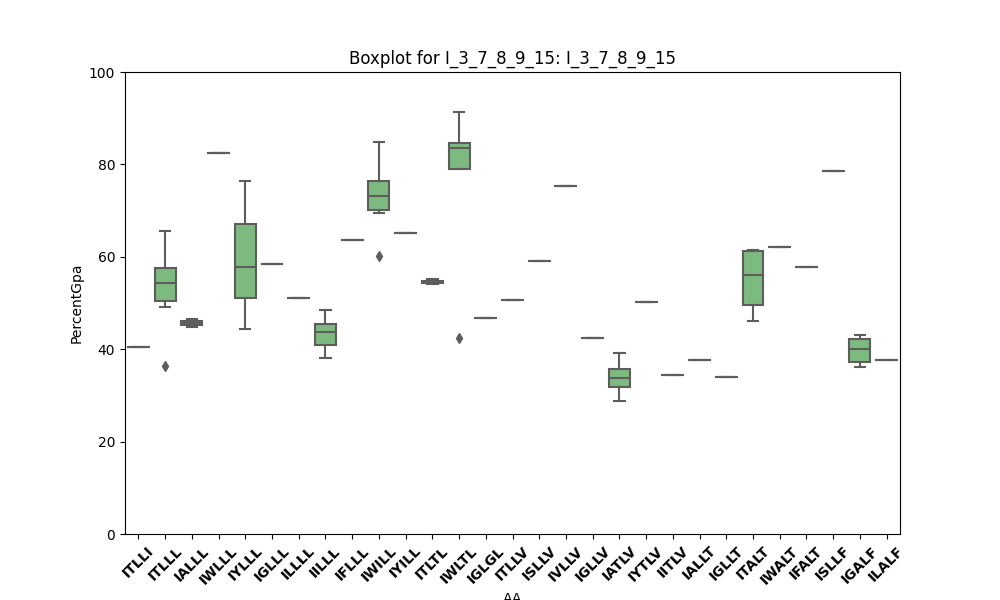 Boxplot for I_3_7_8_9_15: I_3_7_8_9_15
100
80
60
40
20
0
PercentGpa
ITLLI ITLLL IALLL IWLLL IYLLL IGLLL ILLLL IILLL IFLLL IWILL IYILL ITLTL IWLTL IGLGL ITLLV ISLLV IVLLV IGLLV IATLV IYTLV IITLV IALLT IGLLT ITALT IWALT IFALT ISLLF IGALF ILALF
AA